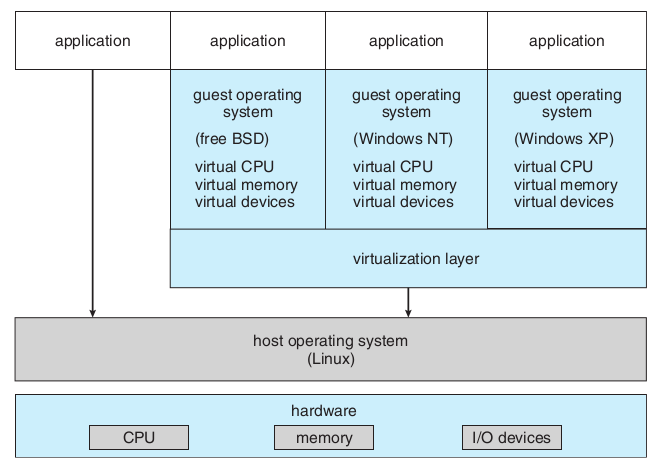 application
application
application
application
guest operating
system
(free BSD)
virtual CPU
virtual memory
virtual devices
guest operating
system
(Windows NT)
virtual CPU
virtual memory
virtual devices
guest operating
system
(Windows XP)
virtual CPU
virtual memory
virtual devices
virtualization layer
host operating system
(Linux)
hardware
CPU
memory
I/O devices